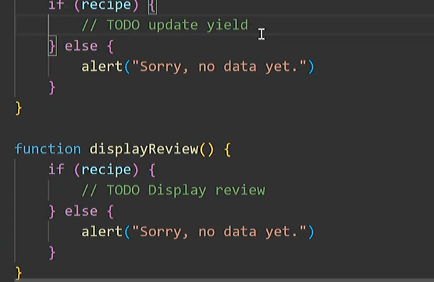 if (recipe) {
// TODO update yield
} else {
alert("Sorry, no data yet.")
}
}
function displayReview() {
if (recipe) {
// TODO Display review
} else {
alert("Sorry, no data yet.")
}
}